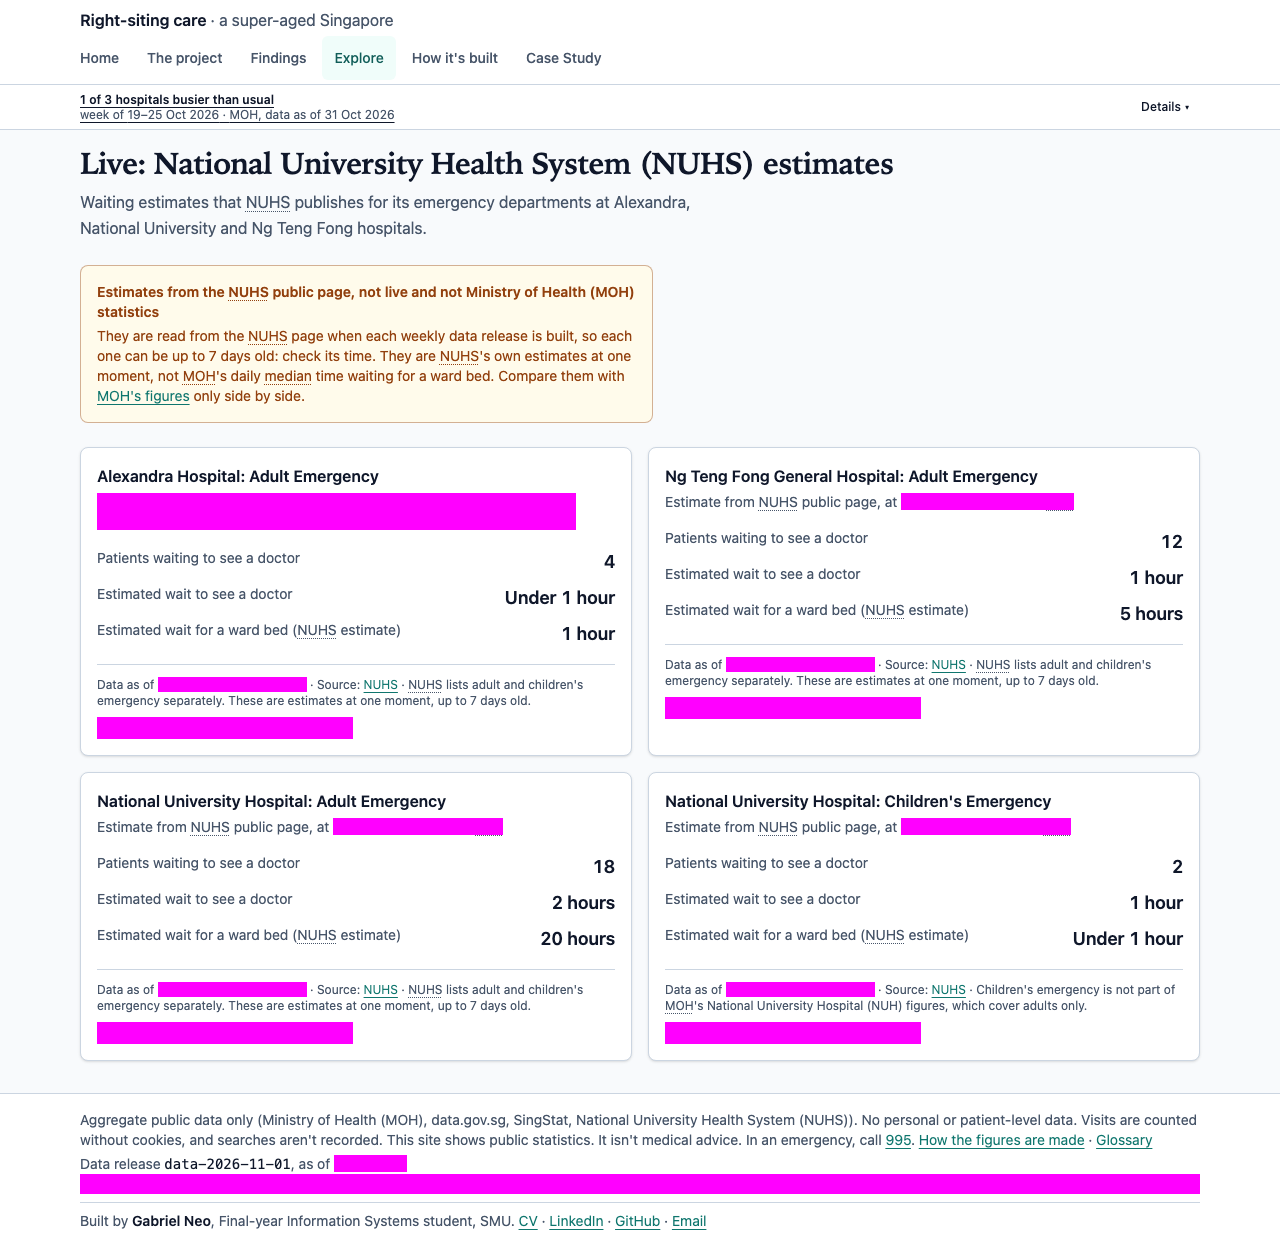 Right-siting care · a super-aged Singapore
Home The project Findings Explore How it's built Case Study
1 of 3 hospitals busier than usual
week of 19–25 Oct 2026 · MOH, data as of 31 Oct 2026
Details ▾
Live: National University Health System (NUHS) estimates
Waiting estimates that NUHS publishes for its emergency departments at Alexandra,
National University and Ng Teng Fong hospitals.
Estimates from the NUHS public page, not live and not Ministry of Health (MOH)
statistics
They are read from the NUHS page when each weekly data release is built, so each
one can be up to 7 days old: check its time. They are NUHS's own estimates at one
moment, not MOH's daily median time waiting for a ward bed. Compare them with
MOH's figures only side by side.
Alexandra Hospital: Adult Emergency
Patients waiting to see a doctor 4
Estimated wait to see a doctor Under 1 hour
Estimated wait for a ward bed (NUHS estimate) 1 hour
Data as of · Source: NUHS · NUHS lists adult and children's
emergency separately. These are estimates at one moment, up to 7 days old.
Ng Teng Fong General Hospital: Adult Emergency
Estimate from NUHS public page, at
Patients waiting to see a doctor 12
Estimated wait to see a doctor 1 hour
Estimated wait for a ward bed (NUHS estimate) 5 hours
Data as of · Source: NUHS · NUHS lists adult and children's
emergency separately. These are estimates at one moment, up to 7 days old.
National University Hospital: Adult Emergency
Estimate from NUHS public page, at
Patients waiting to see a doctor 18
Estimated wait to see a doctor 2 hours
Estimated wait for a ward bed (NUHS estimate) 20 hours
Data as of · Source: NUHS · NUHS lists adult and children's
emergency separately. These are estimates at one moment, up to 7 days old.
National University Hospital: Children's Emergency
Estimate from NUHS public page, at
Patients waiting to see a doctor 2
Estimated wait to see a doctor 1 hour
Estimated wait for a ward bed (NUHS estimate) Under 1 hour
Data as of · Source: NUHS · Children's emergency is not part of
MOH's National University Hospital (NUH) figures, which cover adults only.
Aggregate public data only (Ministry of Health (MOH), data.gov.sg, SingStat, National University Health System (NUHS)). No personal or patient-level data. Visits are counted
without cookies, and searches aren't recorded. This site shows public statistics. It isn't medical advice. In an emergency, call 995. How the figures are made · Glossary
Data release data-2026-11-01, as of
Built by Gabriel Neo, Final-year Information Systems student, SMU. CV · LinkedIn · GitHub · Email